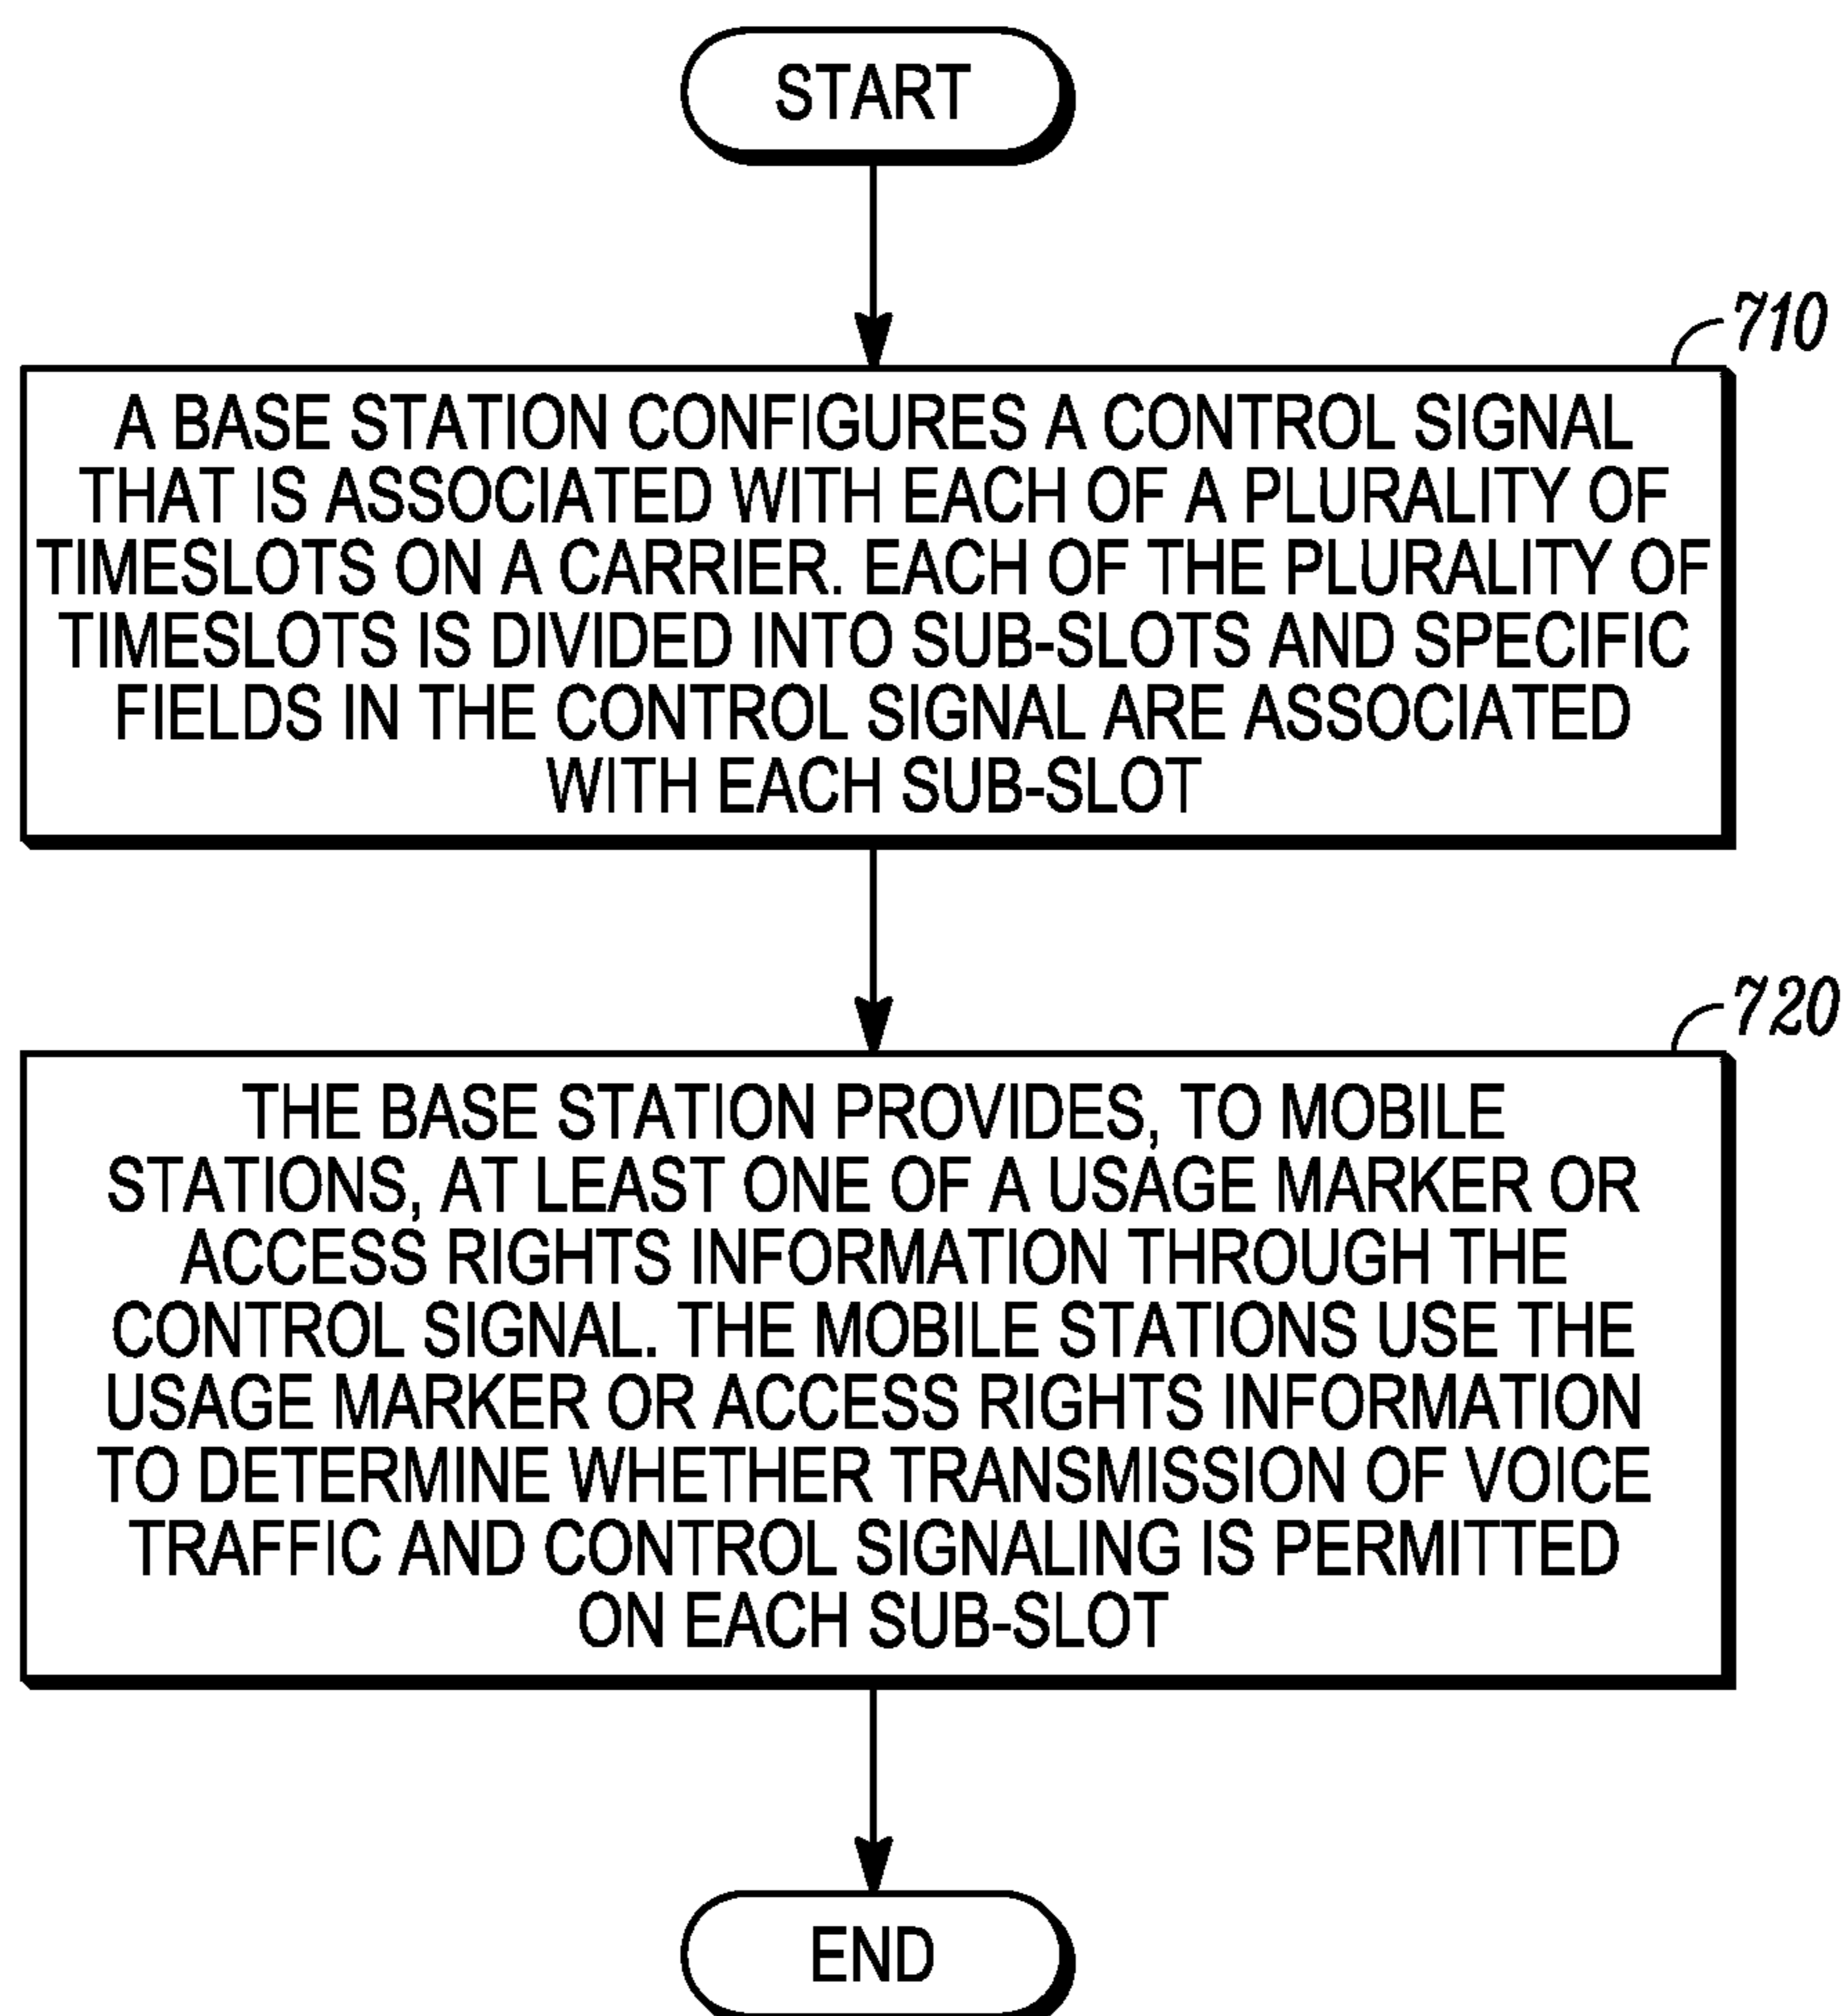 START
710
A BASE STATION CONFIGURES A CONTROL SIGNAL
THAT IS ASSOCIATED WITH EACH OF A PLURALITY OF
TIMESLOTS ON A CARRIER. EACH OF THE PLURALITY OF
TIMESLOTS IS DIVIDED INTO SUB-SLOTS AND SPECIFIC
FIELDS IN THE CONTROL SIGNAL ARE ASSOCIATED
WITH EACH SUB-SLOT
720
THE BASE STATION PROVIDES, TO MOBILE
STATIONS, AT LEAST ONE OF A USAGE MARKER OR
ACCESS RIGHTS INFORMATION THROUGH THE
CONTROL SIGNAL. THE MOBILE STATIONS USE THE
USAGE MARKER OR ACCESS RIGHTS INFORMATION
TO DETERMINE WHETHER TRANSMISSION OF VOICE
TRAFFIC AND CONTROL SIGNALING IS PERMITTED
ON EACH SUB-SLOT
END